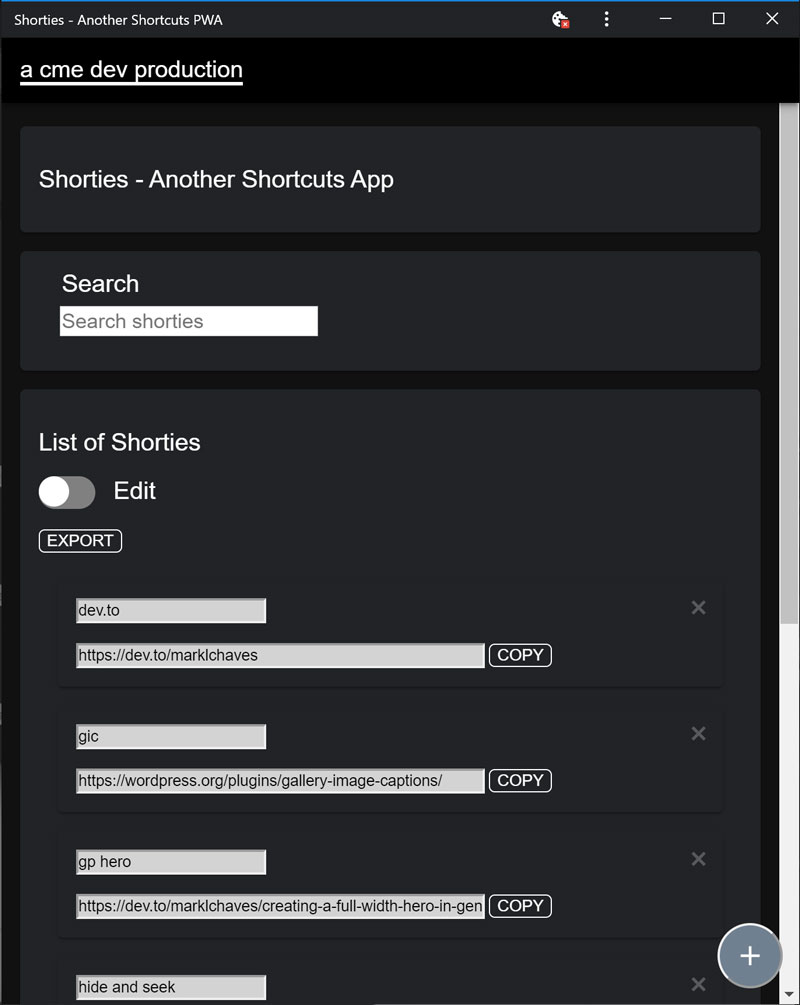 Shorties - Another Shortcuts PWA
a cme dev production
Shorties - Another Shortcuts App
Search
Search shorties
List of Shorties
Edit
EXPORT
dev.to
https://dev.to/marklchaves COPY
gic
https://wordpress.org/plugins/gallery-image-captions/ COPY
gp hero
https://dev.to/marklchaves/creating-a-full-width-hero-in-gen COPY
hide and seek